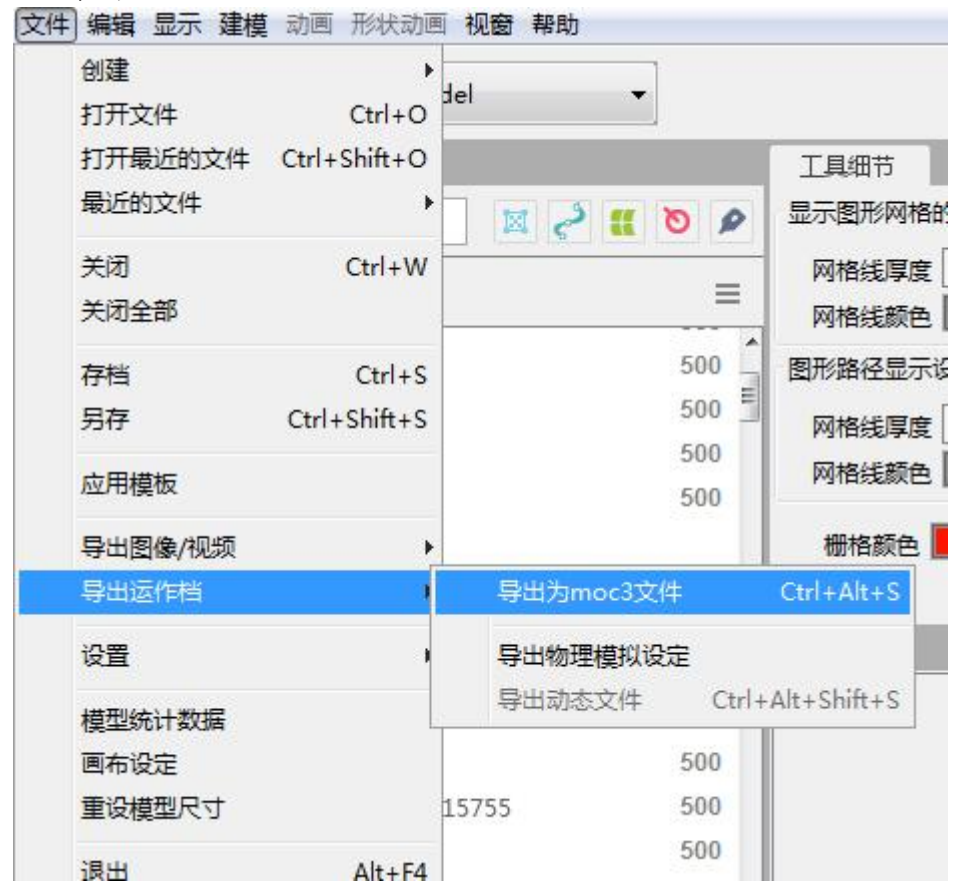 文件 编辑 显示 建模 动画 形状动画 视窗 帮助
创建
打开文件 Ctrl+O
打开最近的文件 Ctrl+Shift+O
最近的文件
关闭 Ctrl+W
关闭全部
存档 Ctrl+S
另存 Ctrl+Shift+S
应用模板
导出图像/视频
导出运作档
设置
模型统计数据
画布设定
重设模型尺寸
退出 Alt+F4
导出为moc3文件 Ctrl+Alt+S
导出物理模拟设定
导出动态文件 Ctrl+Alt+Shift+S
del
500
500
500
500
500
15755 500
500
工具细节
显示图形网格的
网格线厚度
网格线颜色
图形路径显示设
网格线厚度
网格线颜色
栅格颜色